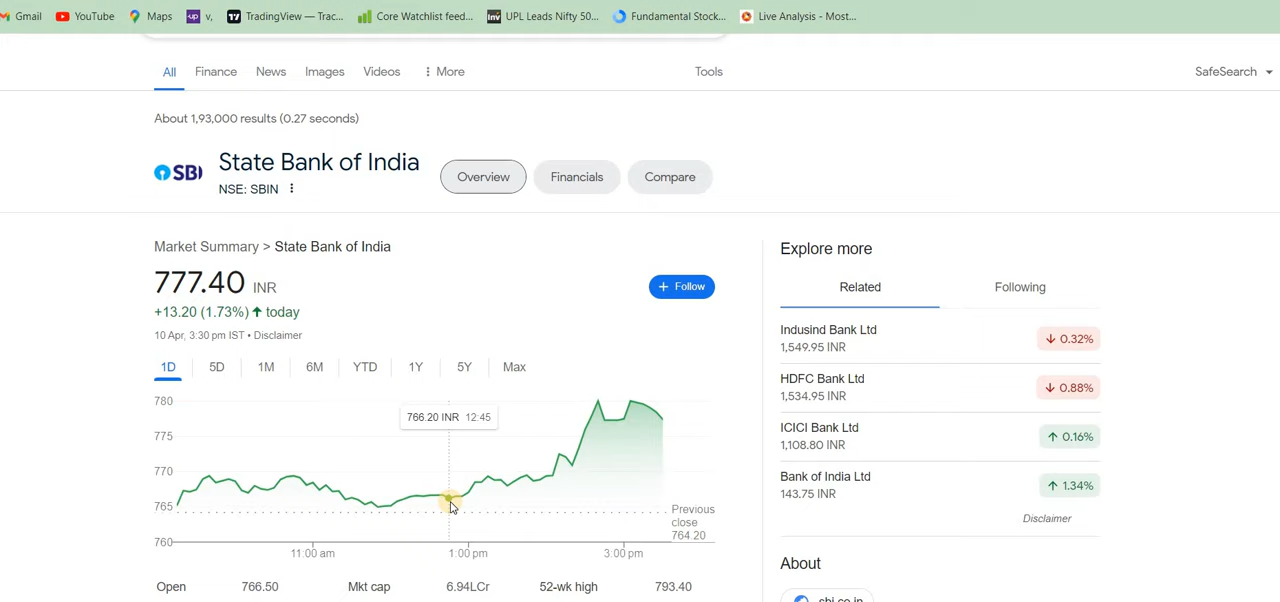 Gmail YouTube Maps up v, TradingView – Trac... Core Watchlist feed... Inv UPL Leads Nifty 50... Fundamental Stock... Live Analysis - Most...
All Finance News Images Videos More Tools SafeSearch
About 1,93,000 results (0.27 seconds)
SBI State Bank of India
NSE: SBIN
Overview Financials Compare
Market Summary > State Bank of India
777.40 INR
+13.20 (1.73%) today
10 Apr, 3:30 pm IST • Disclaimer
Follow
1D 5D 1M 6M YTD 1Y 5Y Max
780
775
770
765
760
766.20 INR 12:45
Previous
close
764.20
11:00 am 1:00 pm 3:00 pm
Open 766.50 Mkt cap 6.94LCr 52-wk high 793.40
Explore more
Related Following
Indusind Bank Ltd
1,549.95 INR
0.32%
HDFC Bank Ltd
1,534.95 INR
0.88%
ICICI Bank Ltd
1,108.80 INR
0.16%
Bank of India Ltd
143.75 INR
1.34%
Disclaimer
About
sbi.co.in